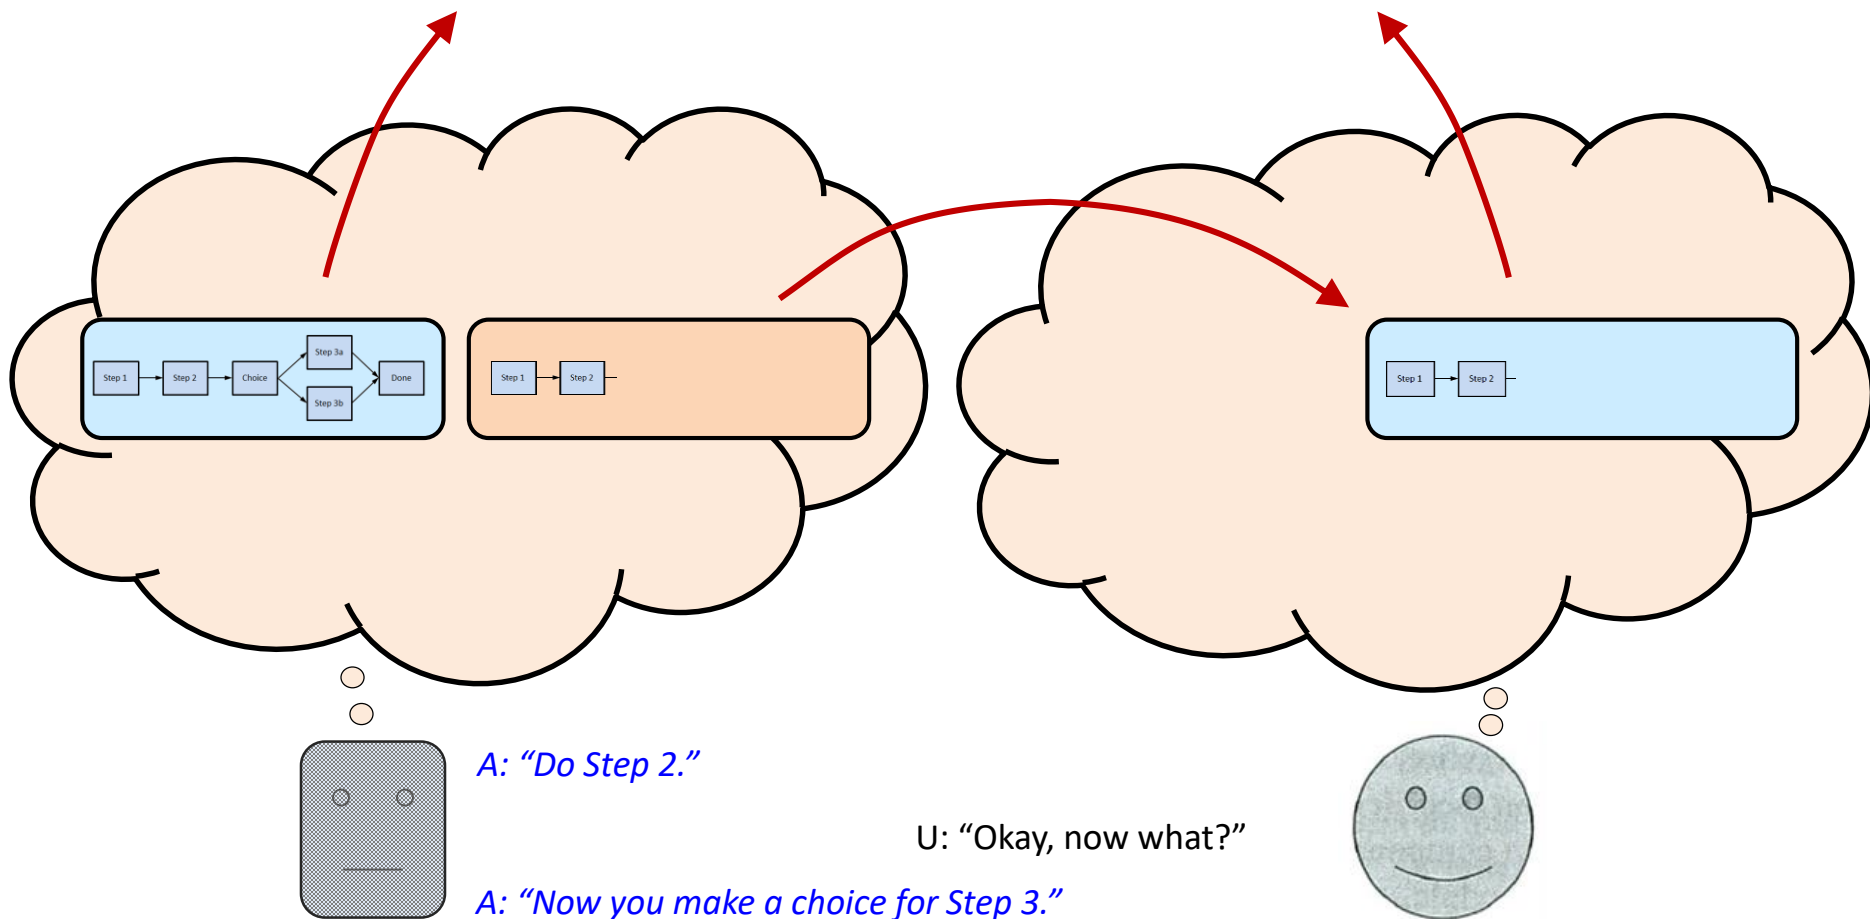 Step 1
Step 2
Choice
Step 3a
Step 3b
Done
Step 1
Step 2
Step 1
Step 2
A: “Do Step 2.”
U: “Okay, now what?”
A: “Now you make a choice for Step 3.”